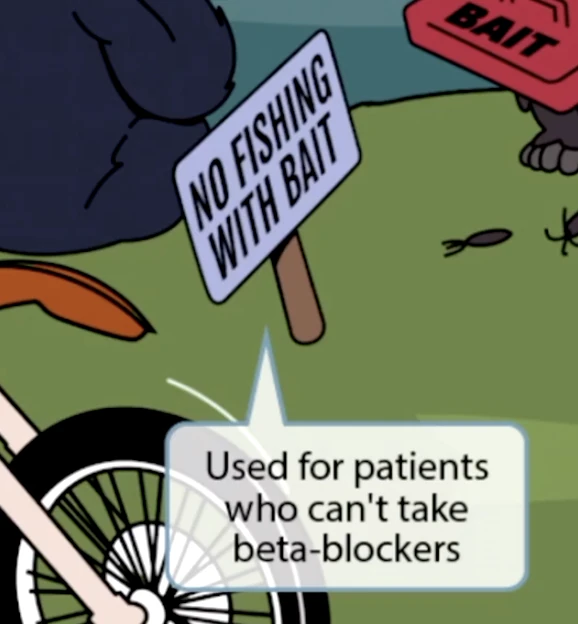 BAIT
NO FISHING
WITH BAIT
Used for patients
who can't take
beta-blockers